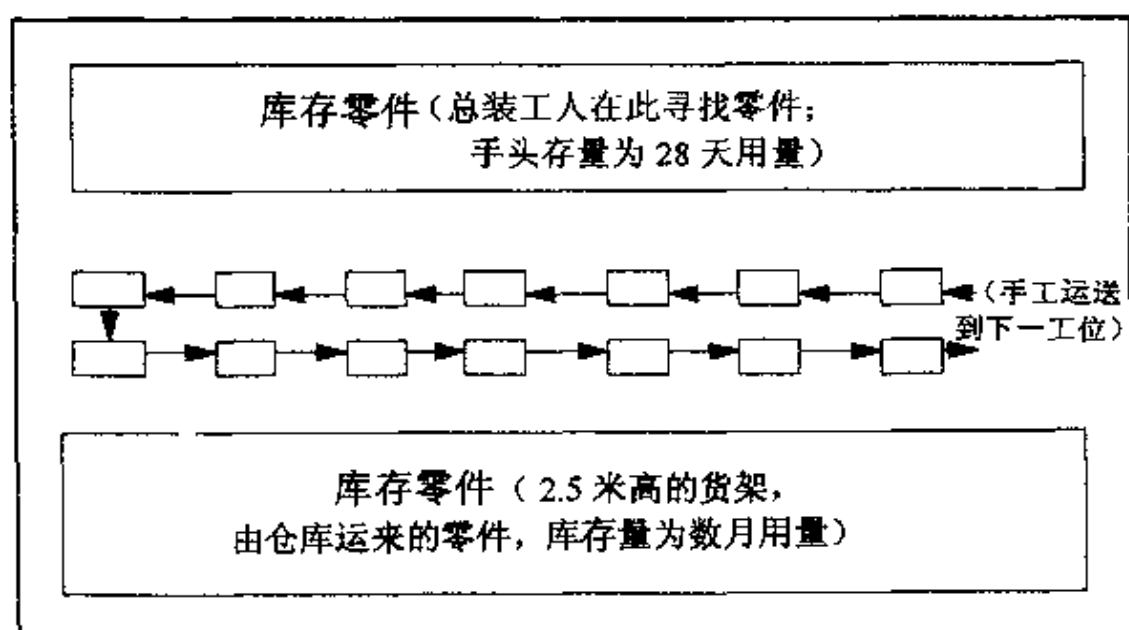 库存零件（总装工人在此寻找零件；
手头存量为 28 天用量）
（手工运送
到下一工位）
库存零件（ 2.5 米高的货架，
由仓库运来的零件，库存量为数月用量）